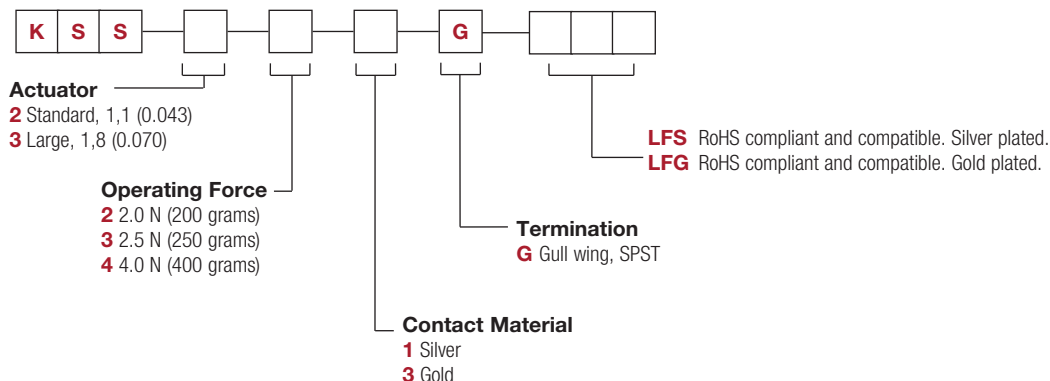 K S S G
Actuator
2 Standard, 1,1 (0.043)
3 Large, 1,8 (0.070)
LFS RoHS compliant and compatible. Silver plated.
LFG RoHS compliant and compatible. Gold plated.
Operating Force
2 2.0 N (200 grams)
3 2.5 N (250 grams)
4 4.0 N (400 grams)
Termination
G Gull wing, SPST
Contact Material
1 Silver
3 Gold